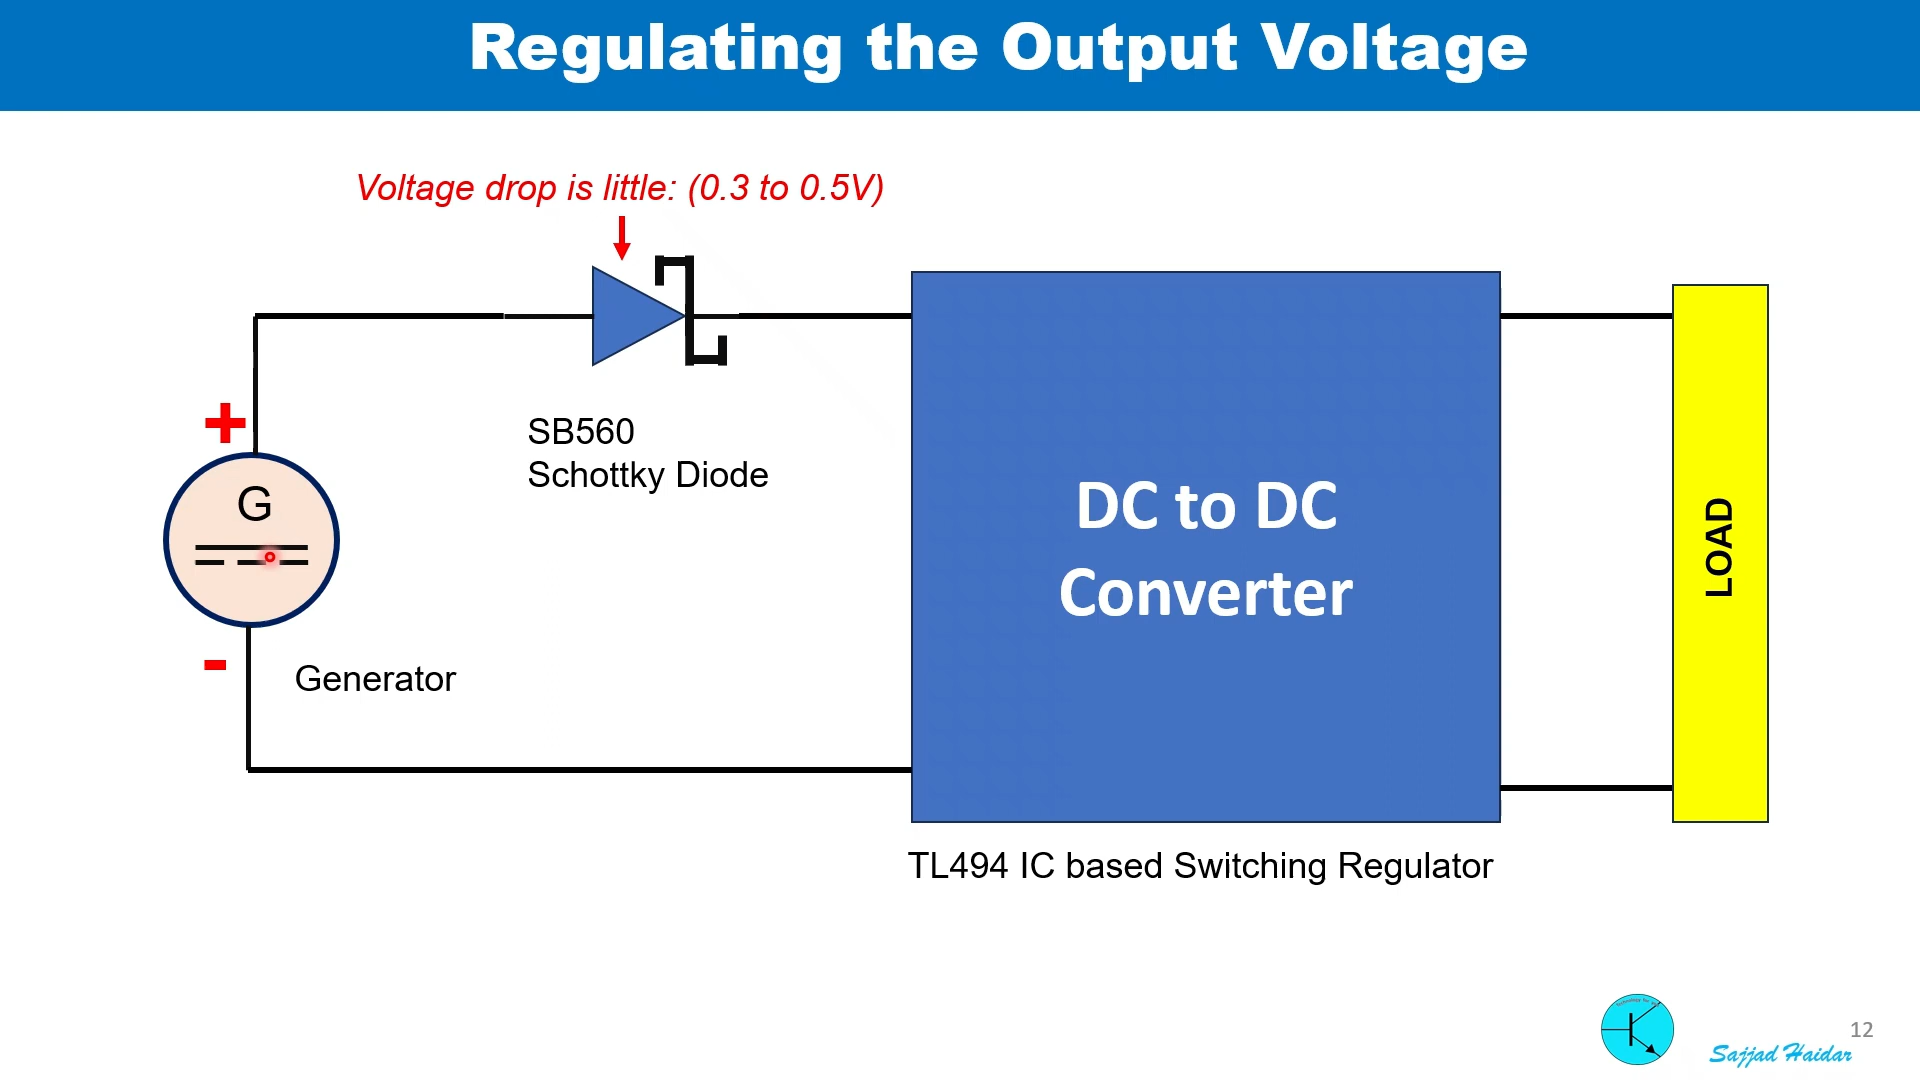 Regulating the Output Voltage
Voltage drop is little: (0.3 to 0.5V)
SB560
Schottky Diode
+
G
-
Generator
DC to DC
Converter
LOAD
TL494 IC based Switching Regulator
12
Sajjad Haidar